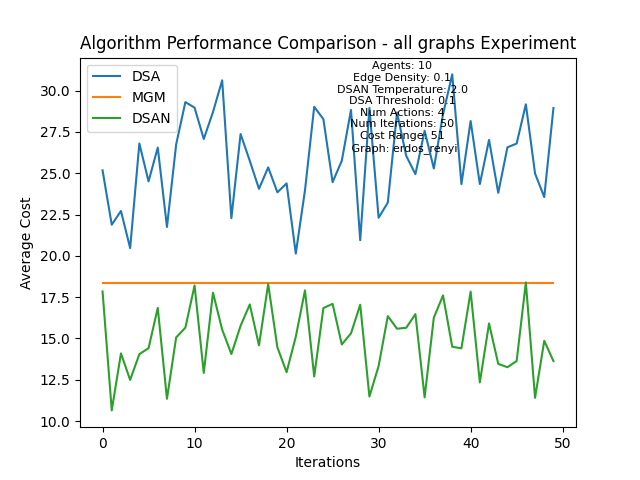 Algorithm Performance Comparison - all graphs Experiment
DSA
MGM
DSAN
Agents: 10
Edge Density: 0.1
DSAN Temperature: 2.0
DSA Threshold: 0.1
Num Actions: 4
Num Iterations: 50
Cost Range: 51
Graph: erdos_renyi
Average Cost
30.0
27.5
25.0
22.5
20.0
17.5
15.0
12.5
10.0
0
10
20
30
40
50
Iterations